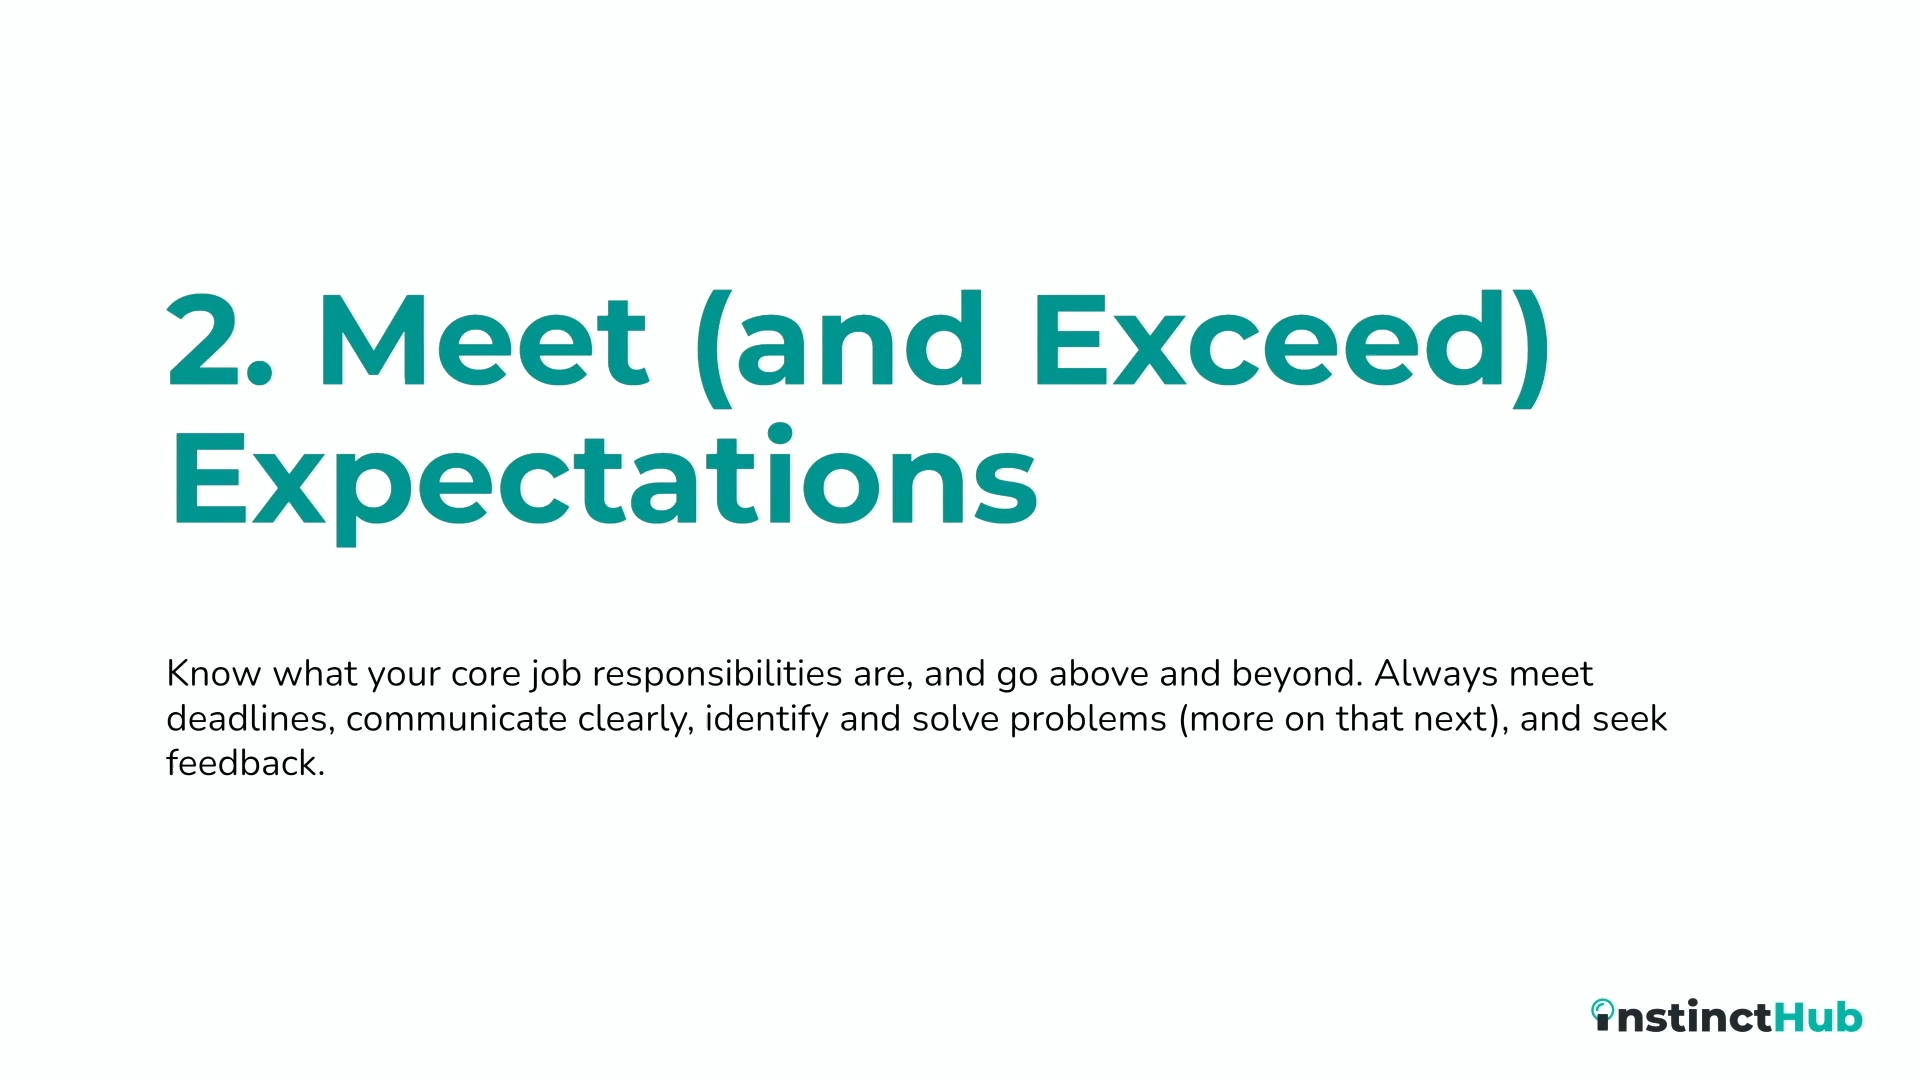 2. Meet (and Exceed)
Expectations
Know what your core job responsibilities are, and go above and beyond. Always meet
deadlines, communicate clearly, identify and solve problems (more on that next), and seek
feedback.
instinctHub